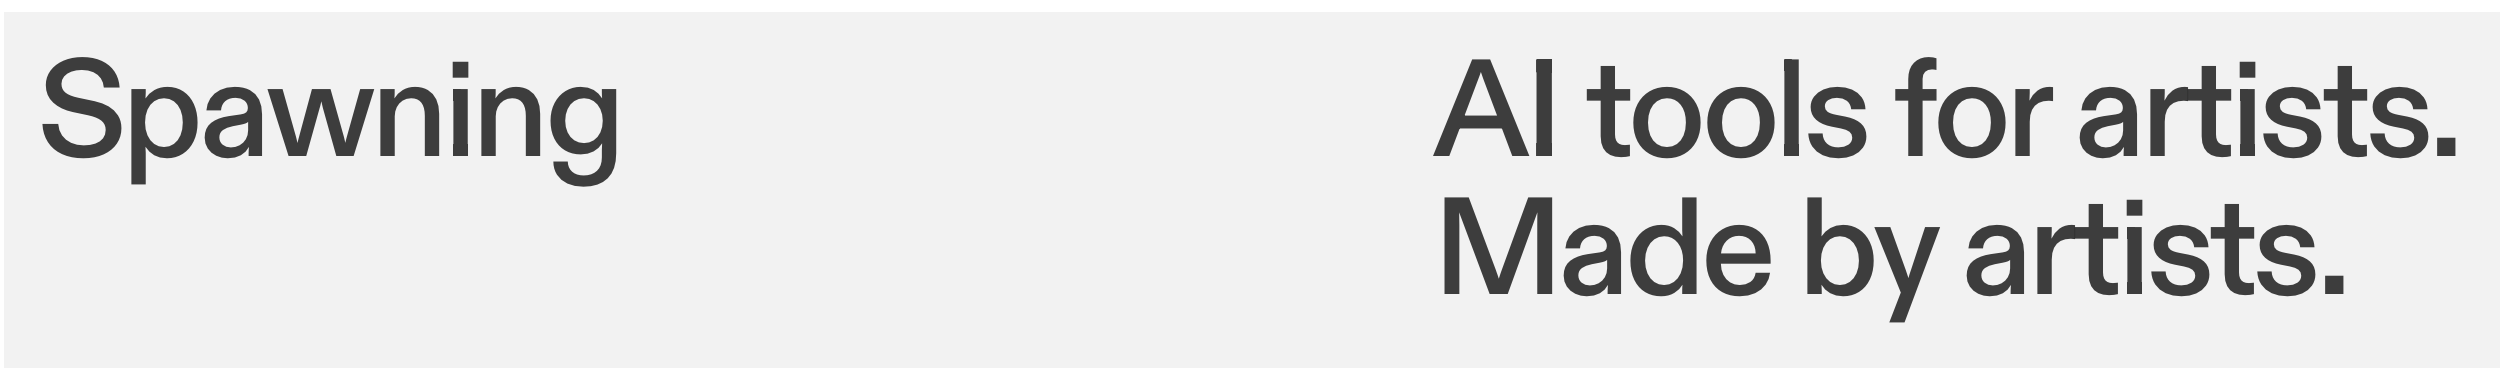 Spawning
AI tools for artists.
Made by artists.